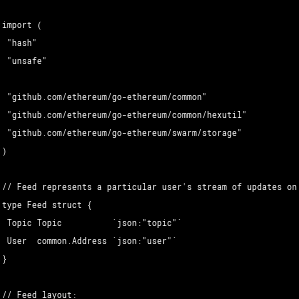 import (
"hash"
"unsafe"
"github.com/ethereum/go-ethereum/common"
"github.com/ethereum/go-ethereum/common/hexutil"
"github.com/ethereum/go-ethereum/swarm/storage"
)
// Feed represents a particular user's stream of updates on
type Feed struct {
Topic Topic `json:"topic"`
User common.Address `json:"user"`
}
// Feed layout: